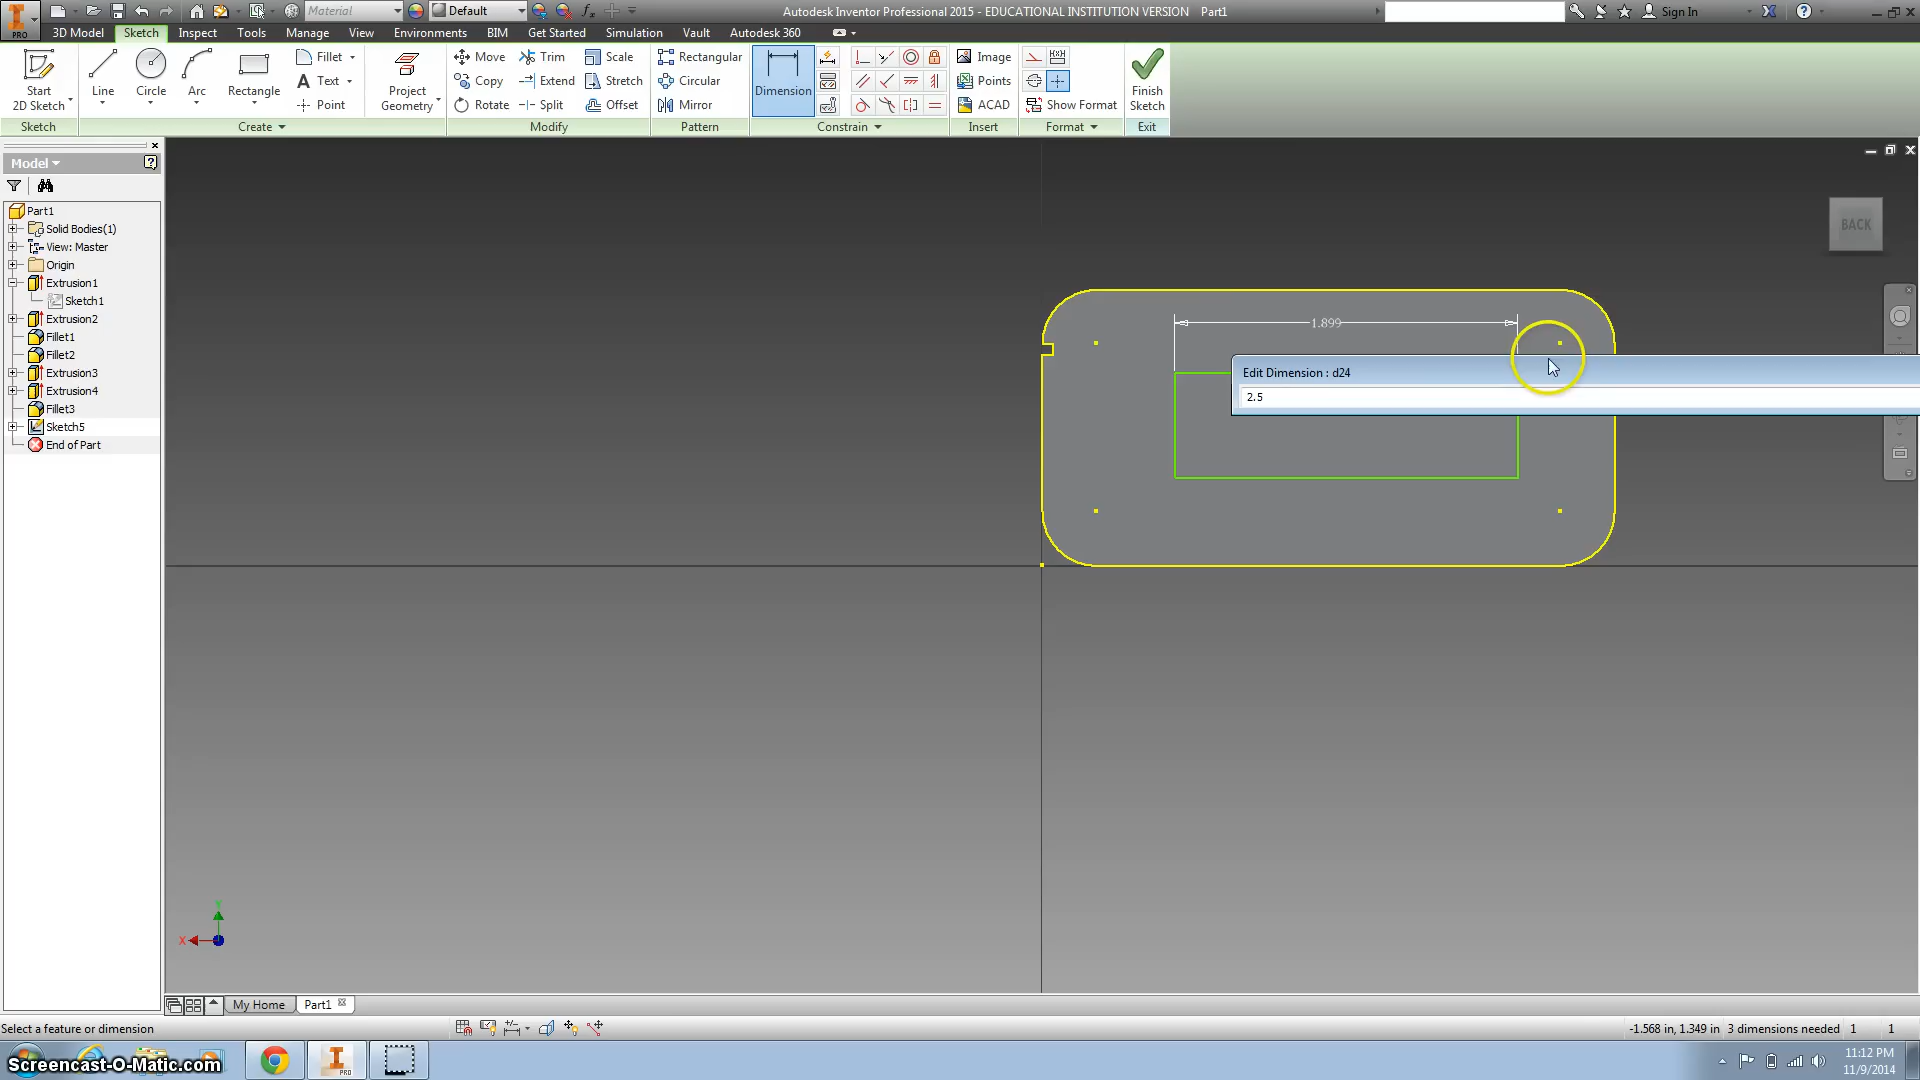 Material
Default
Autodesk Inventor Professional 2015 - EDUCATIONAL INSTITUTION VERSION Part1
Sign In
PRO
3D Model
Sketch
Inspect
Tools
Manage
View
Environments
BIM
Get Started
Simulation
Vault
Autodesk 360
Start
2D Sketch
Line
Circle
Arc
Rectangle
Fillet
Text
Point
Project
Geometry
Move
Trim
Scale
Copy
Extend
Stretch
Rotate
Split
Offset
Rectangular
Circular
Mirror
Dimension
Image
Points
ACAD
Show Format
Finish
Sketch
Sketch
Create
Modify
Pattern
Constrain
Insert
Format
Exit
Model
Part1
Solid Bodies(1)
View: Master
Origin
Extrusion1
Sketch1
Extrusion2
Fillet1
Fillet2
Extrusion3
Extrusion4
Fillet3
Sketch5
End of Part
BACK
1.899
Edit Dimension : d24
2.5
Y
X
My Home
Part1
Select a feature or dimension
-1.568 in, 1.349 in 3 dimensions needed 1 1
Screencast-O-Matic.com
PRO
11:12 PM
11/9/2014